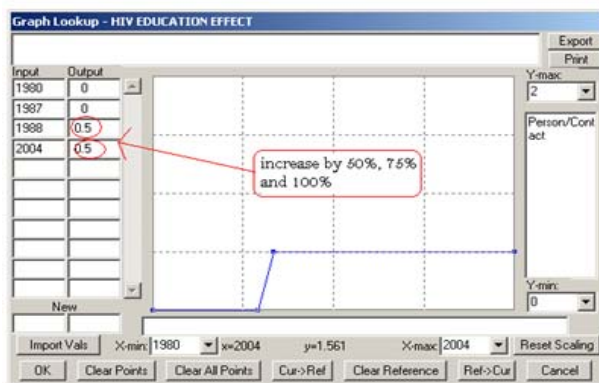 Graph Lookup - HIV EDUCATION EFFECT
Export
Print
Input Output
1980 0
1987 0
1988 0.5
2004 0.5
Y-max:
2
Person/Cont
act
increase by 50%, 75%
and 100%
Y-min:
0
New
Import Vals X-min: 1980 x=2004 y=1.561 X-max: 2004 Reset Scaling
OK Clear Points Clear All Points Cur->Ref Clear Reference Ref->Cur Cancel